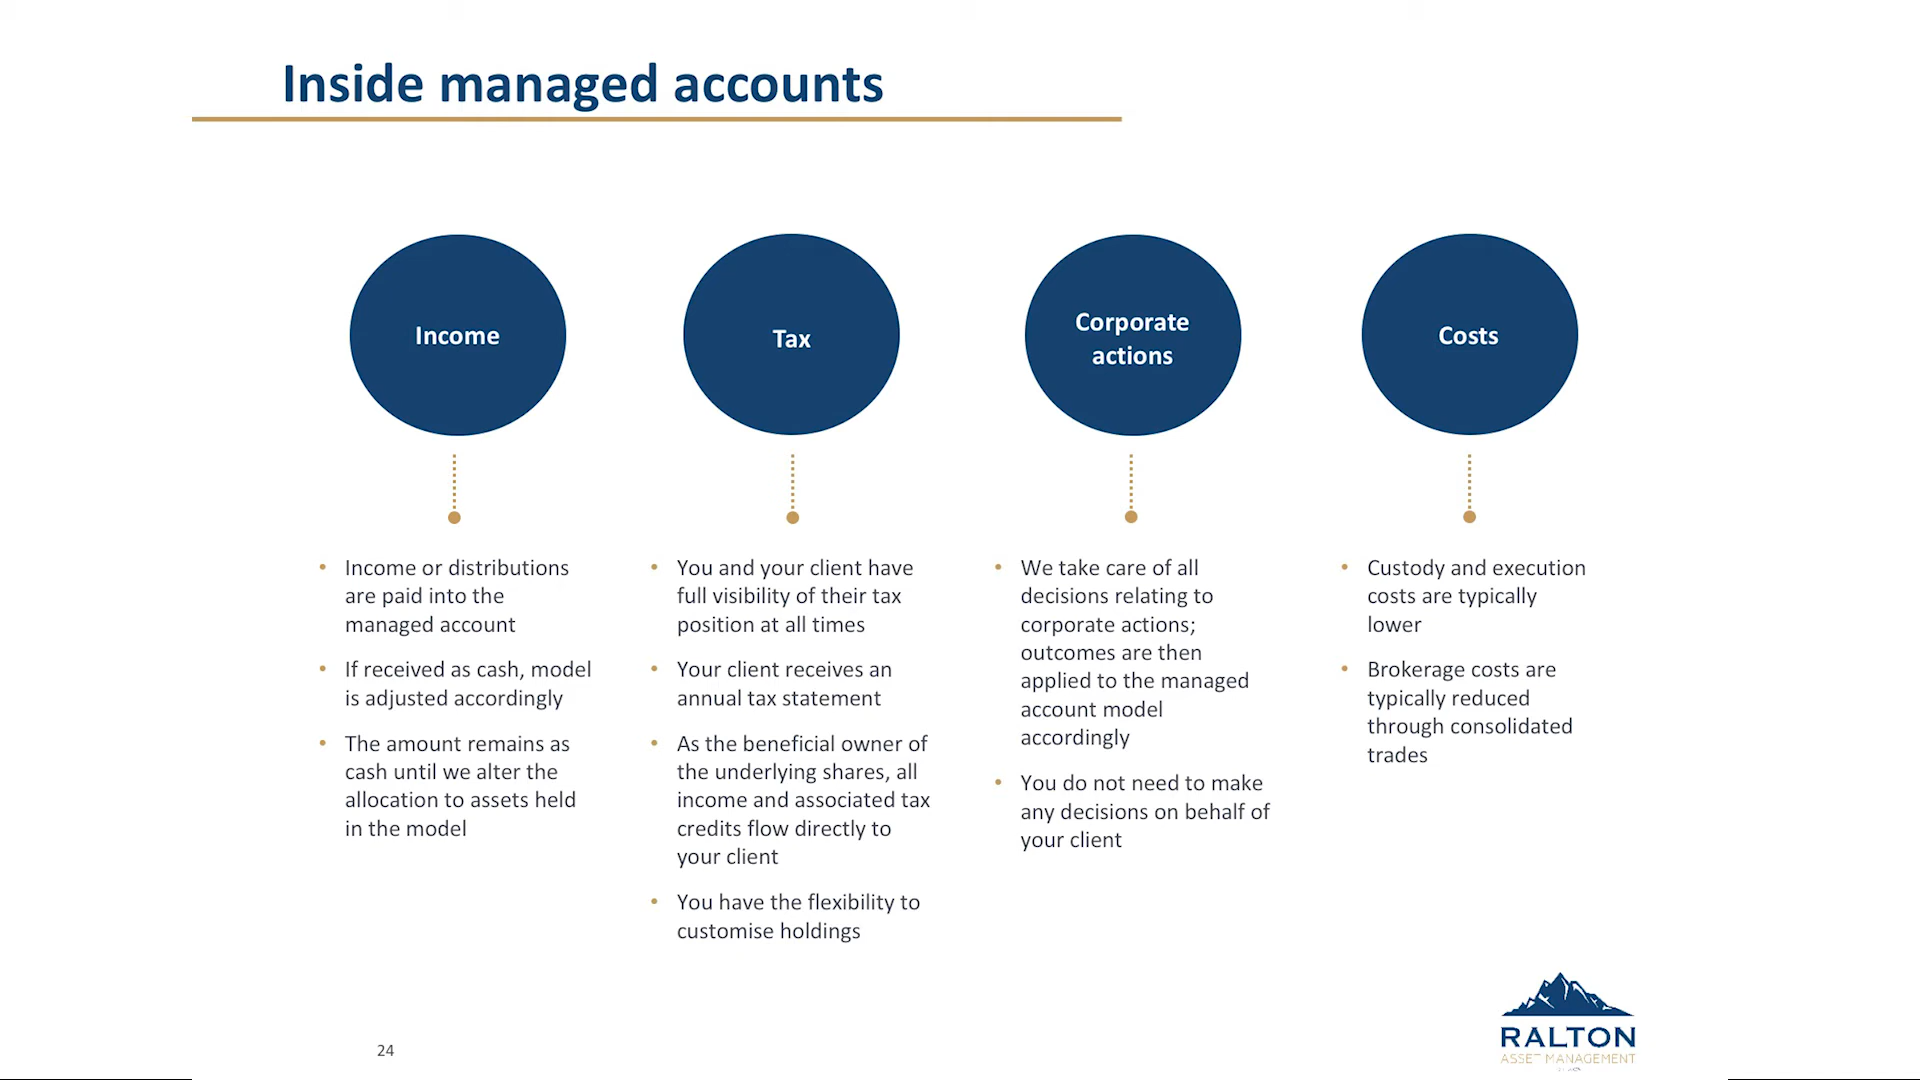 Inside managed accounts
Income
Tax
Corporate
actions
Costs
• Income or distributions
are paid into the
managed account
• If received as cash, model
is adjusted accordingly
• The amount remains as
cash until we alter the
allocation to assets held
in the model
• You and your client have
full visibility of their tax
position at all times
• Your client receives an
annual tax statement
• As the beneficial owner of
the underlying shares, all
income and associated tax
credits flow directly to
your client
• You have the flexibility to
customise holdings
• We take care of all
decisions relating to
corporate actions;
outcomes are then
applied to the managed
account model
accordingly
• You do not need to make
any decisions on behalf of
your client
• Custody and execution
costs are typically
lower
• Brokerage costs are
typically reduced
through consolidated
trades
24
RALTON
ASSET MANAGEMENT